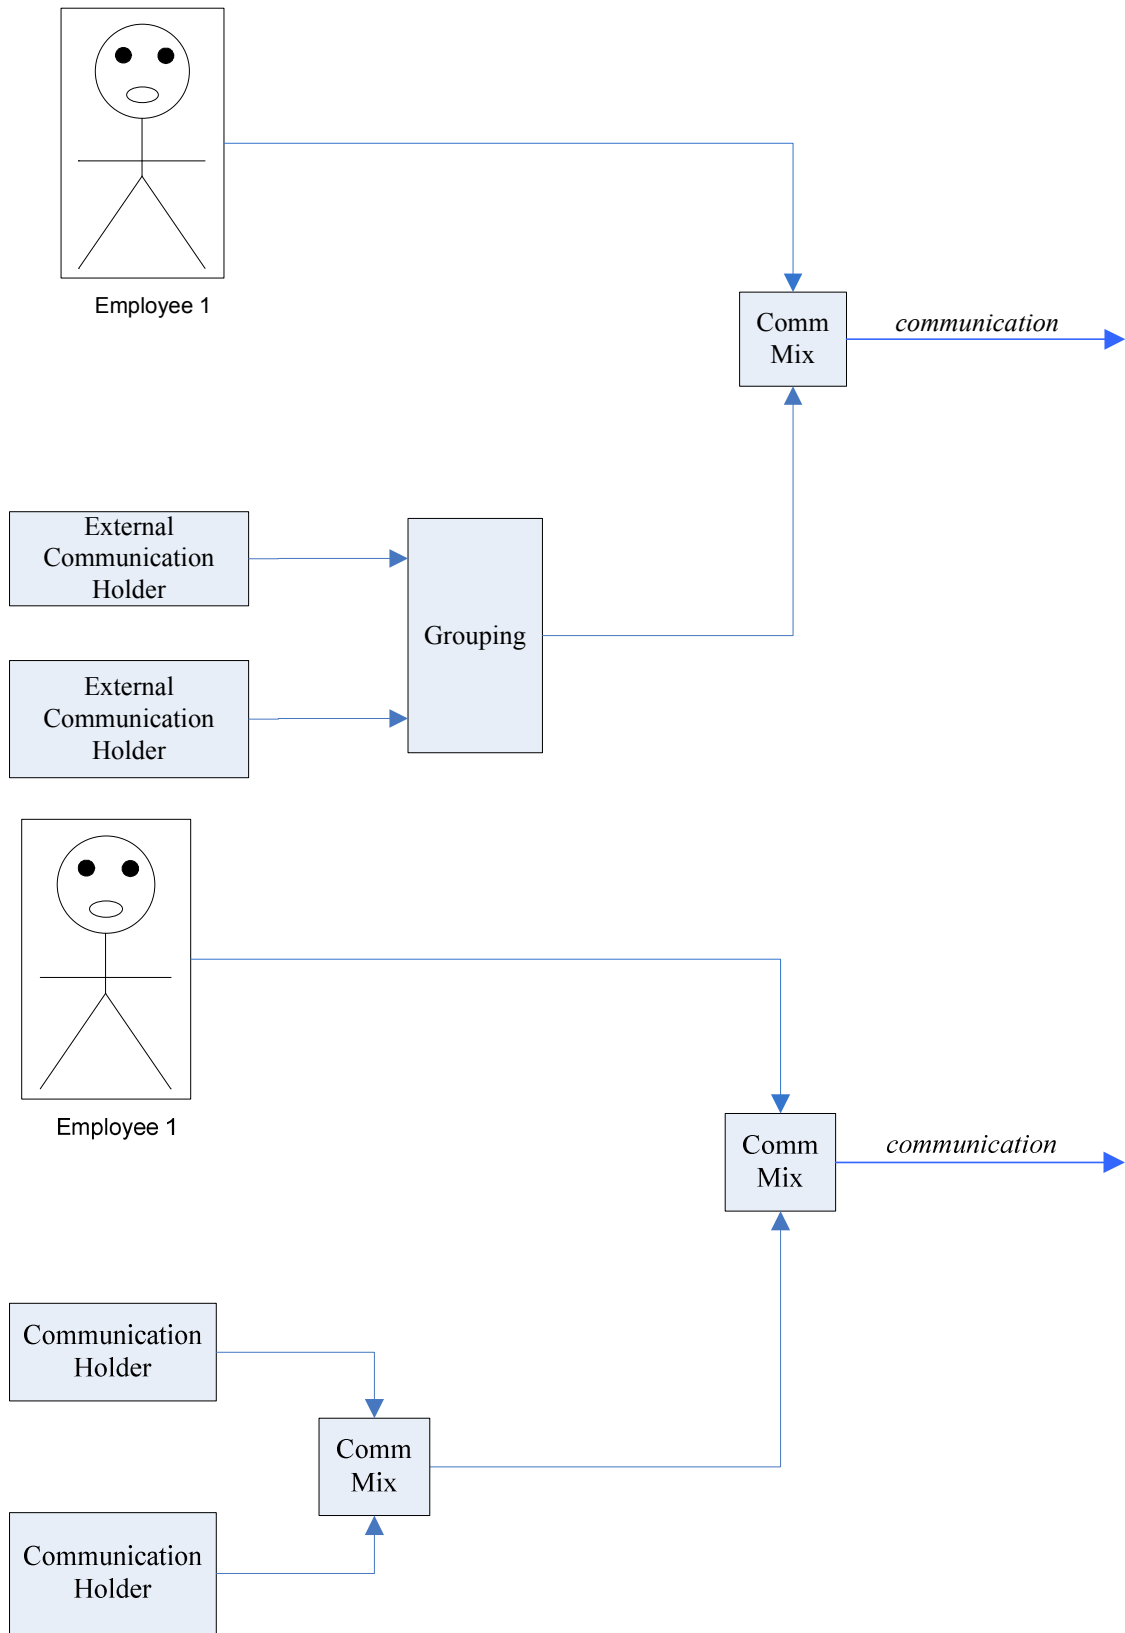 Employee 1
Comm
Mix
communication
External
Communication
Holder
Grouping
External
Communication
Holder
Employee 1
Comm
Mix
communication
Communication
Holder
Comm
Mix
Communication
Holder